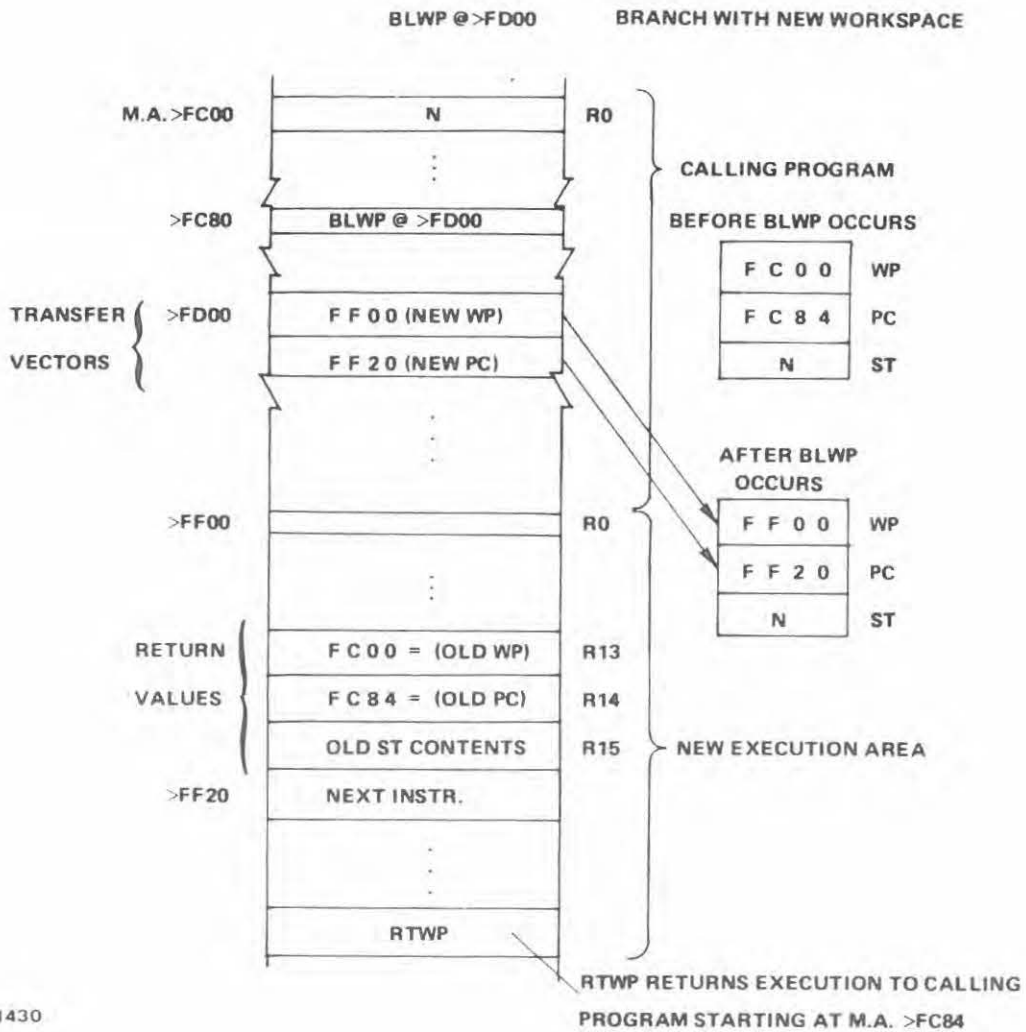 BLWP @>FD00 BRANCH WITH NEW WORKSPACE
M.A. >FC00 N R0
CALLING PROGRAM
>FC80 BLWP @ >FD00
BEFORE BLWP OCCURS
F C 0 0 WP
TRANSFER >FD00 F F 0 0 (NEW WP)
F C 8 4 PC
VECTORS F F 2 0 (NEW PC)
N ST
AFTER BLWP
OCCURS
>FF00 R0
F F 0 0 WP
F F 2 0 PC
N ST
RETURN F C 0 0 = (OLD WP) R13
VALUES F C 8 4 = (OLD PC) R14
OLD ST CONTENTS R15
NEW EXECUTION AREA
>FF20 NEXT INSTR.
RTWP
RTWP RETURNS EXECUTION TO CALLING
PROGRAM STARTING AT M.A. >FC84